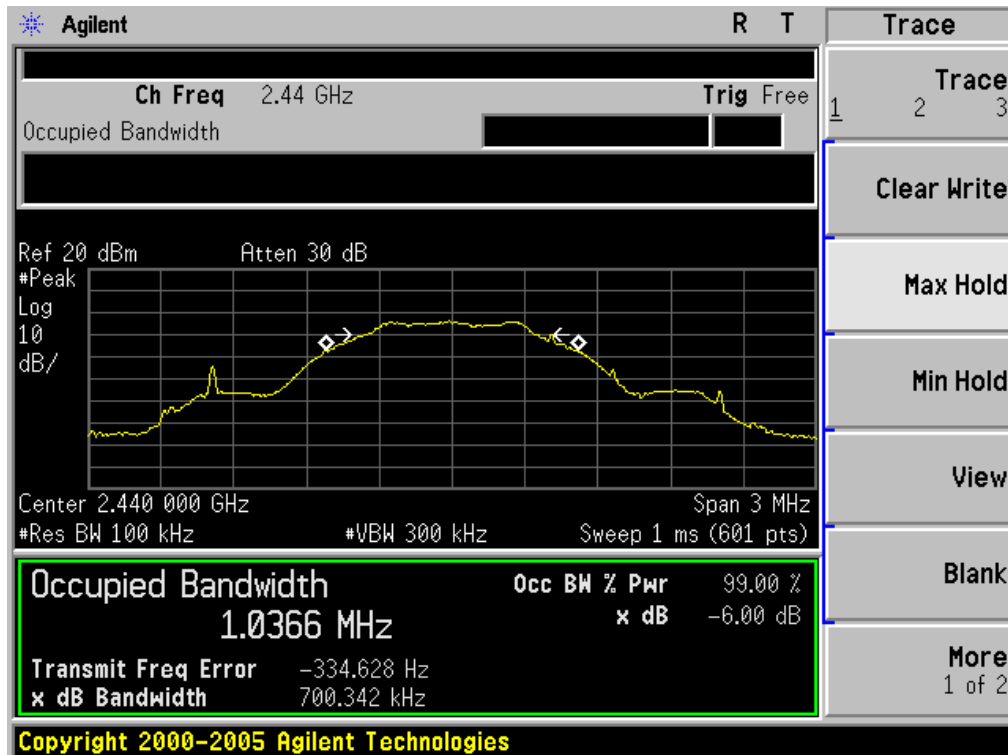 Agilent R T
Ch Freq 2.44 GHz Trig Free
Occupied Bandwidth
Ref 20 dBm Atten 30 dB
#Peak
Log
10
dB/
Center 2.440 000 GHz Span 3 MHz
#Res BW 100 kHz #VBW 300 kHz Sweep 1 ms (601 pts)
Occupied Bandwidth Occ BW % Pwr 99.00 %
1.0366 MHz x dB -6.00 dB
Transmit Freq Error -334.628 Hz
x dB Bandwidth 700.342 kHz
Copyright 2000-2005 Agilent Technologies
Trace
Trace
1 2 3
Clear Write
Max Hold
Min Hold
View
Blank
More
1 of 2